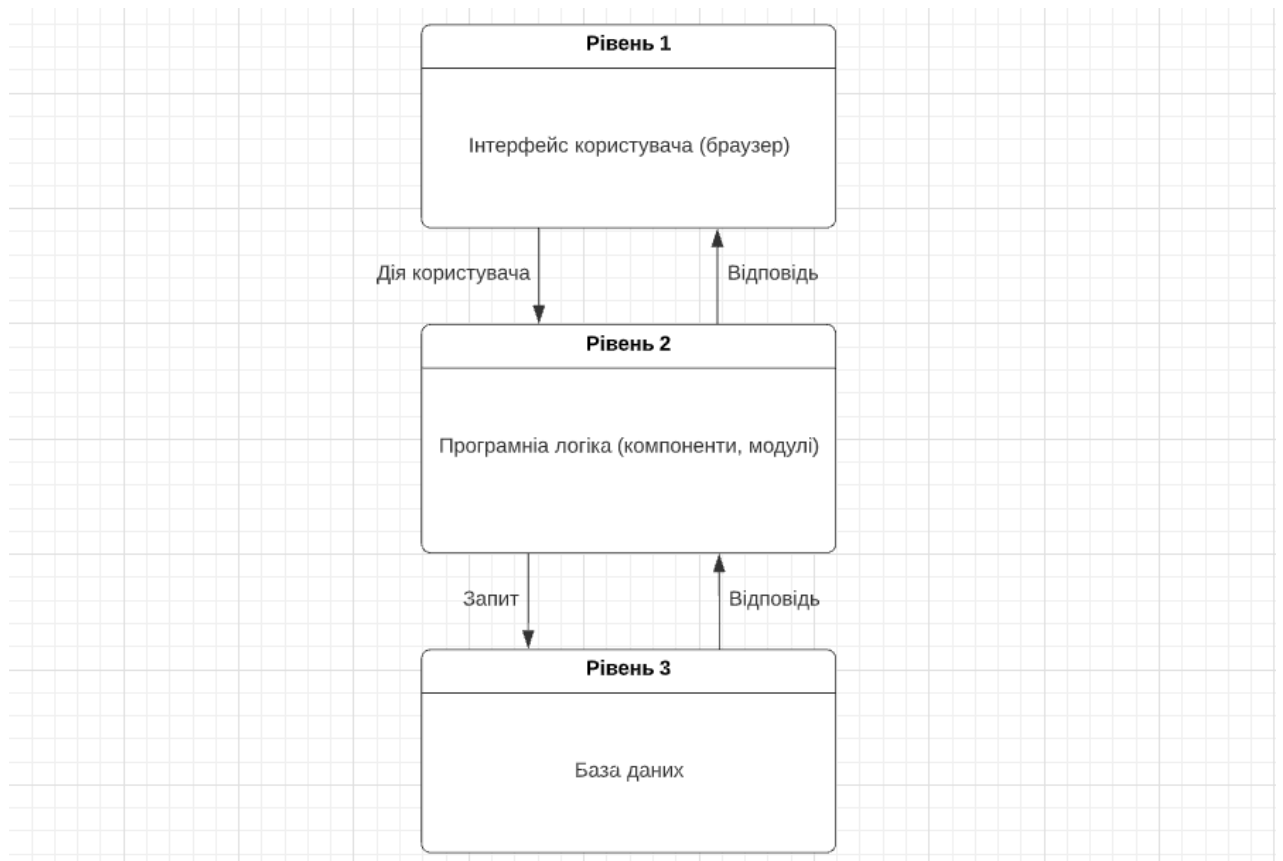 Рівень 1
Інтерфейс користувача (браузер)
Дія користувача
Відповідь
Рівень 2
Програмніа логіка (компоненти, модулі)
Запит
Відповідь
Рівень 3
База даних